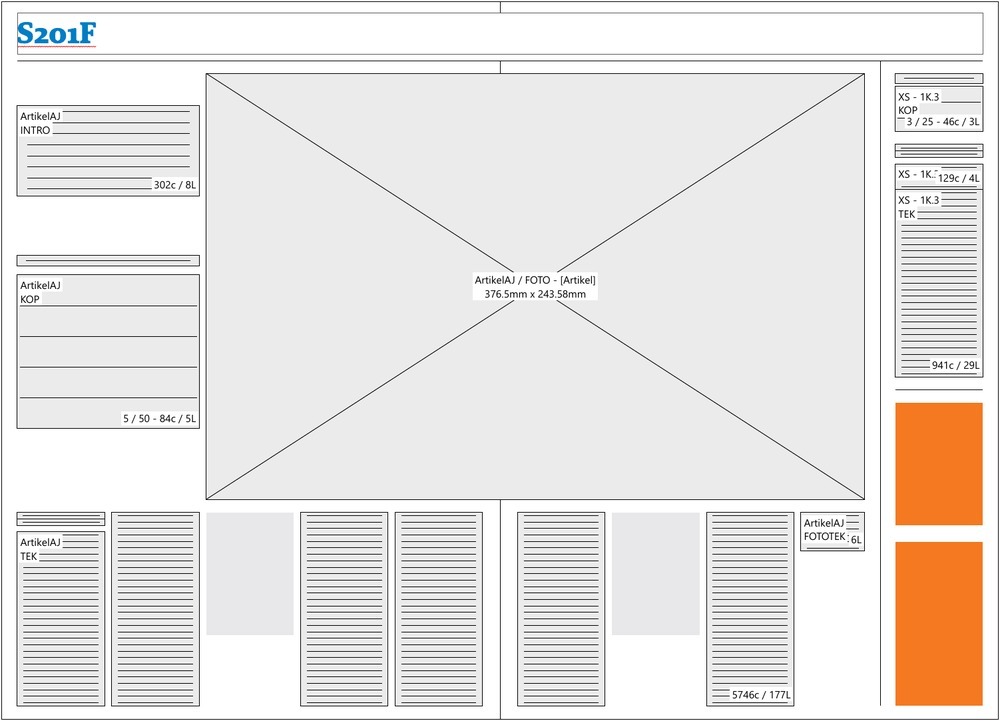 S201F
ArtikelAJ
INTRO
302c / 8L
ArtikelAJ
KOP
5 / 50 - 84c / 5L
ArtikelAJ / FOTO - [Artikel]
376.5mm x 243.58mm
ArtikelAJ
TEK
5746c / 177L
ArtikelAJ
FOTOTEK
6L
XS - 1K.3
KOP
3 / 25 - 46c / 3L
XS - 1K.
129c / 4L
XS - 1K.3
TEK
941c / 29L